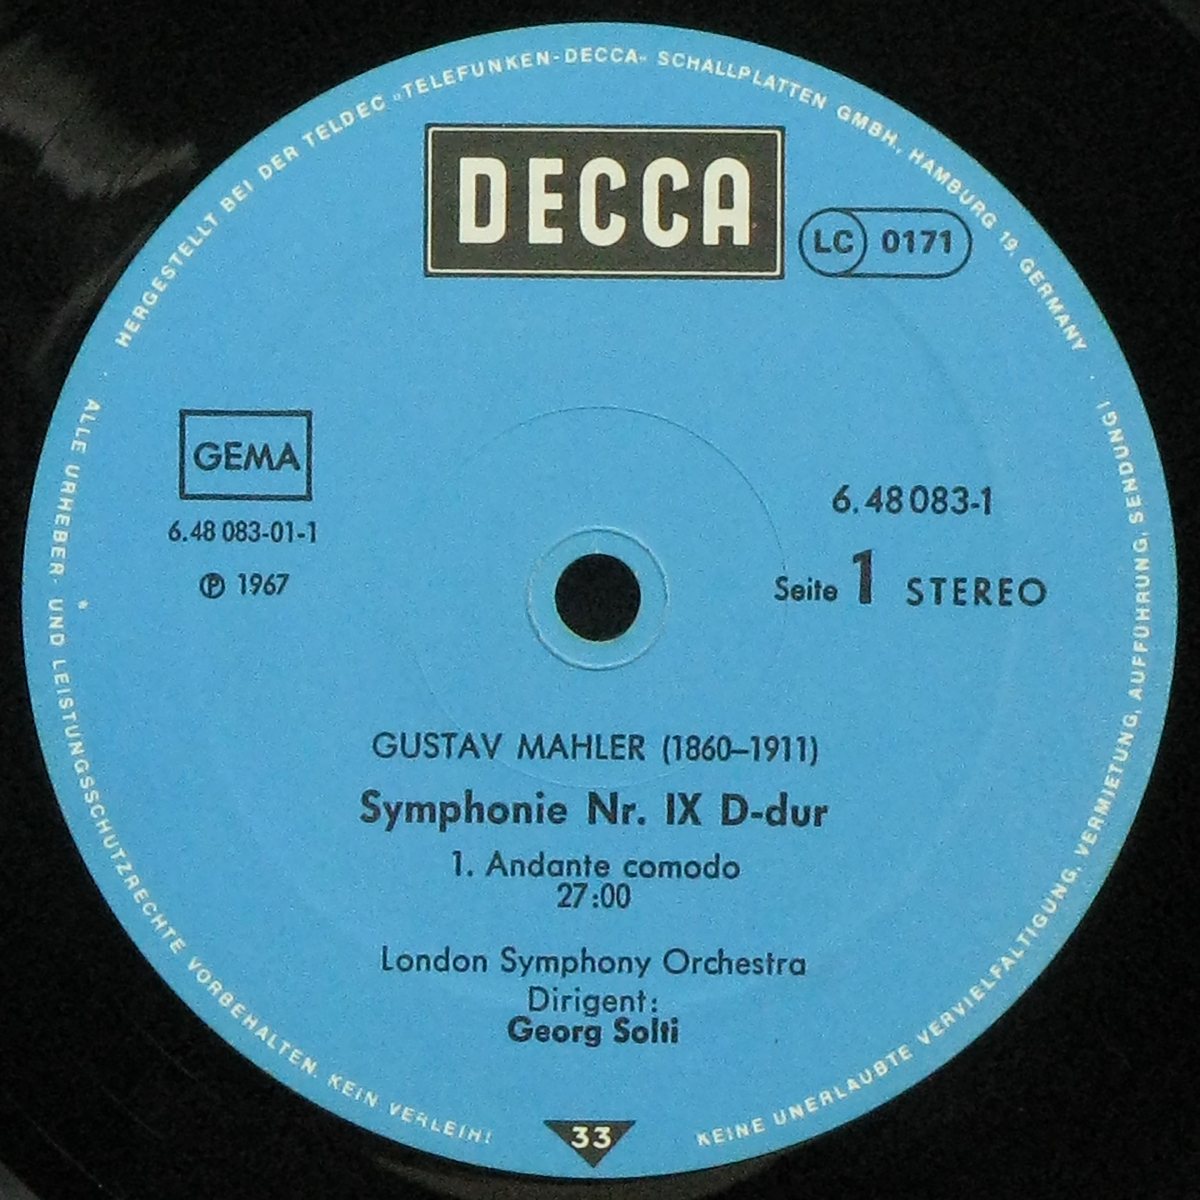 HERGESTELLT BEI DER TELDEC »TELEFUNKEN-DECCA« SCHALLPLATTEN GMBH., HAMBURG 19, GERMANY
DECCA
LC 0171
GEMA
6.48 083-01-1
℗ 1967
6.48083-1
Seite 1 STEREO
GUSTAV MAHLER (1860–1911)
Symphonie Nr. IX D-dur
1. Andante comodo
27:00
London Symphony Orchestra
Dirigent:
Georg Solti
33
ALLE URHEBER- UND LEISTUNGSSCHUTZRECHTE VORBEHALTEN. KEIN VERLEIH! KEINE UNERLAUBTE VERVIELFÄLTIGUNG, VERMIETUNG, AUFFÜHRUNG, SENDUNG!
*